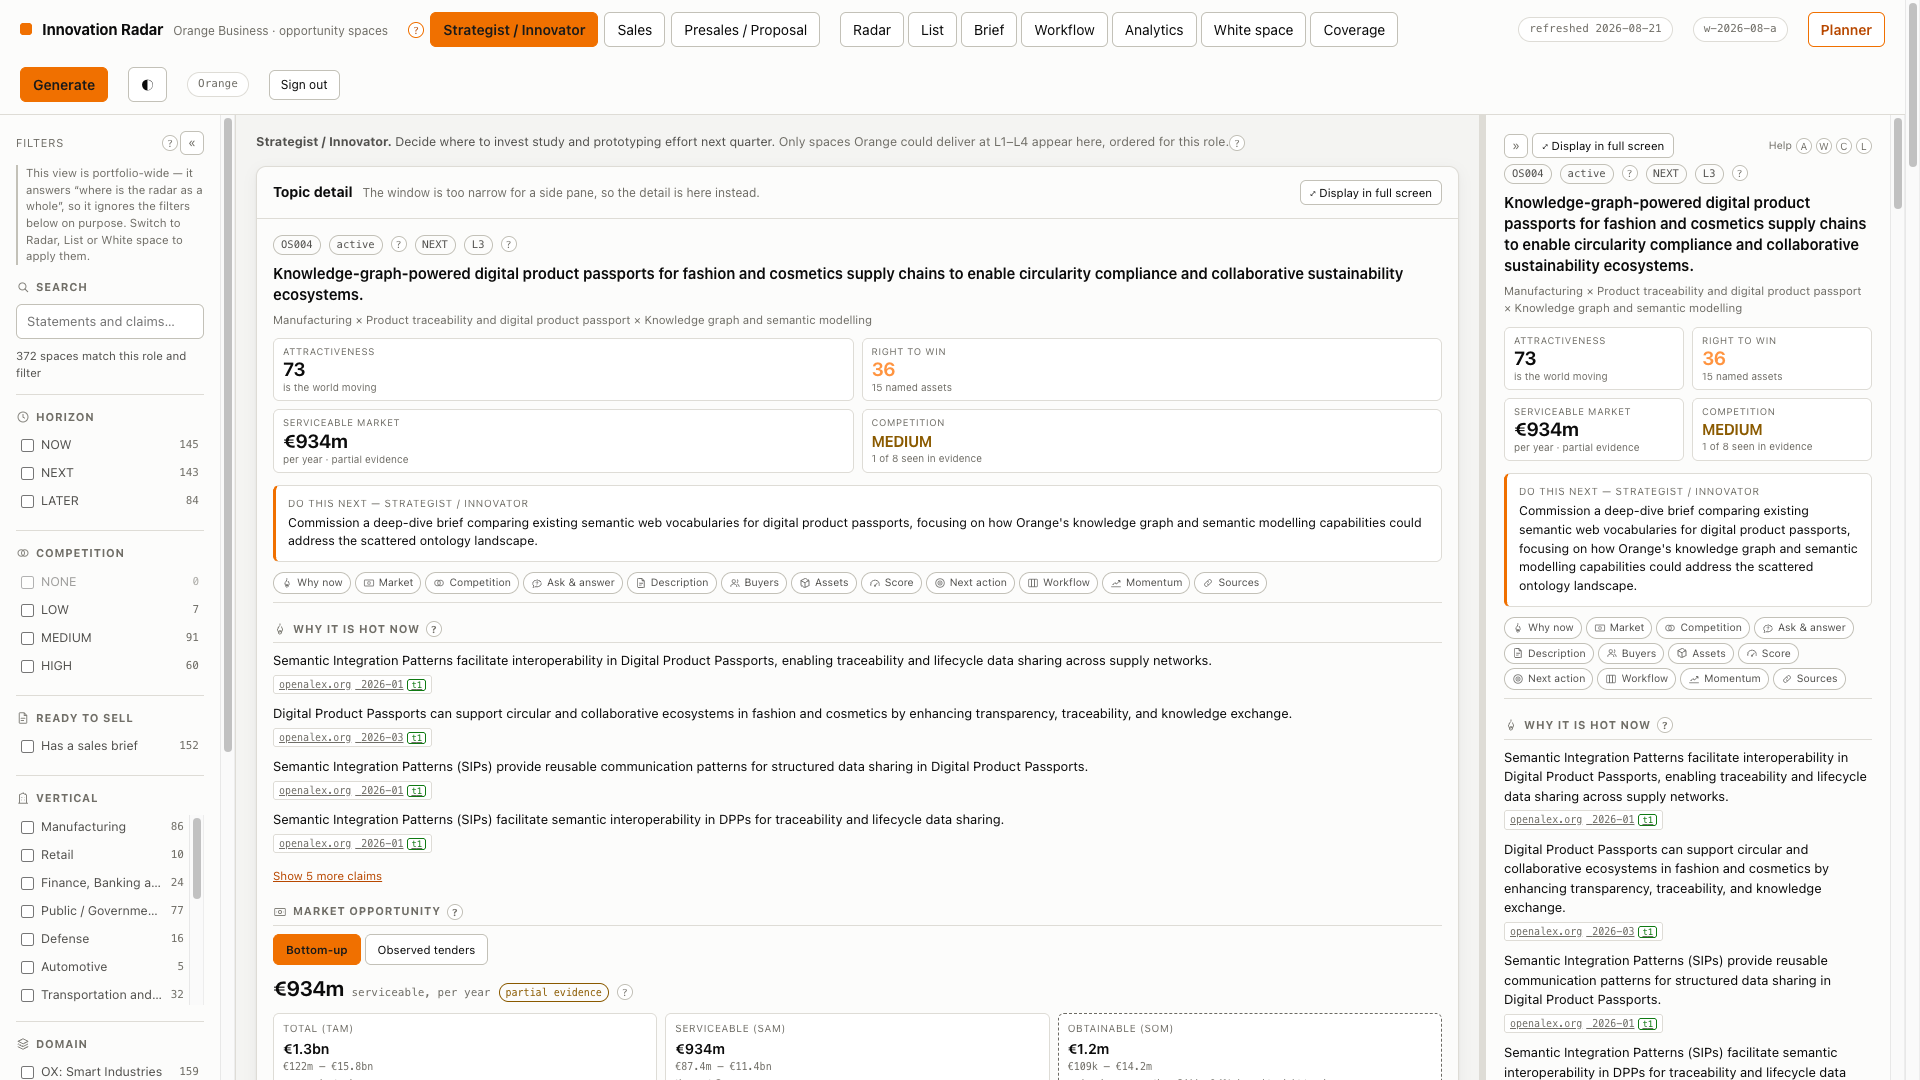 Innovation Radar Orange Business · opportunity spaces ? Strategist / Innovator Sales Presales / Proposal Radar List Brief Workflow Analytics White space Coverage refreshed 2026-08-21 w-2026-08-a Planner
Generate Orange Sign out
FILTERS ? «
This view is portfolio-wide — it
answers “where is the radar as a
whole”, so it ignores the filters
below on purpose. Switch to
Radar, List or White space to
apply them.
SEARCH
Statements and claims...
372 spaces match this role and
filter
HORIZON
NOW 145
NEXT 143
LATER 84
COMPETITION
NONE 0
LOW 7
MEDIUM 91
HIGH 60
READY TO SELL
Has a sales brief 152
VERTICAL
Manufacturing 86
Retail 10
Finance, Banking a... 24
Public / Governme... 77
Defense 16
Automotive 5
Transportation and... 32
DOMAIN
OX: Smart Industries 159
Strategist / Innovator. Decide where to invest study and prototyping effort next quarter. Only spaces Orange could deliver at L1–L4 appear here, ordered for this role. ?
Topic detail The window is too narrow for a side pane, so the detail is here instead. Display in full screen
OS004 active ? NEXT L3 ?
Knowledge-graph-powered digital product passports for fashion and cosmetics supply chains to enable circularity compliance and collaborative sustainability
ecosystems.
Manufacturing × Product traceability and digital product passport × Knowledge graph and semantic modelling
ATTRACTIVENESS
73
is the world moving
RIGHT TO WIN
36
15 named assets
SERVICEABLE MARKET
€934m
per year · partial evidence
COMPETITION
MEDIUM
1 of 8 seen in evidence
DO THIS NEXT — STRATEGIST / INNOVATOR
Commission a deep-dive brief comparing existing semantic web vocabularies for digital product passports, focusing on how Orange's knowledge graph and semantic modelling capabilities could
address the scattered ontology landscape.
Why now Market Competition Ask & answer Description Buyers Assets Score Next action Workflow Momentum Sources
WHY IT IS HOT NOW ?
Semantic Integration Patterns facilitate interoperability in Digital Product Passports, enabling traceability and lifecycle data sharing across supply networks.
openalex.org 2026-01 t1
Digital Product Passports can support circular and collaborative ecosystems in fashion and cosmetics by enhancing transparency, traceability, and knowledge exchange.
openalex.org 2026-03 t1
Semantic Integration Patterns (SIPs) provide reusable communication patterns for structured data sharing in Digital Product Passports.
openalex.org 2026-01 t1
Semantic Integration Patterns (SIPs) facilitate semantic interoperability in DPPs for traceability and lifecycle data sharing.
openalex.org 2026-01 t1
Show 5 more claims
MARKET OPPORTUNITY ?
Bottom-up Observed tenders
€934m serviceable, per year partial evidence ?
TOTAL (TAM)
€1.3bn
€122m – €15.8bn
SERVICEABLE (SAM)
€934m
€87.4m – €11.4bn
OBTAINABLE (SOM)
€1.2m
€109k – €14.2m
» Display in full screen Help A W C L
OS004 active ? NEXT L3 ?
Knowledge-graph-powered digital product
passports for fashion and cosmetics supply chains
to enable circularity compliance and collaborative
sustainability ecosystems.
Manufacturing × Product traceability and digital product passport
× Knowledge graph and semantic modelling
ATTRACTIVENESS
73
is the world moving
RIGHT TO WIN
36
15 named assets
SERVICEABLE MARKET
€934m
per year · partial evidence
COMPETITION
MEDIUM
1 of 8 seen in evidence
DO THIS NEXT — STRATEGIST / INNOVATOR
Commission a deep-dive brief comparing existing
semantic web vocabularies for digital product passports,
focusing on how Orange's knowledge graph and semantic
modelling capabilities could address the scattered
ontology landscape.
Why now Market Competition Ask & answer
Description Buyers Assets Score
Next action Workflow Momentum Sources
WHY IT IS HOT NOW ?
Semantic Integration Patterns facilitate interoperability in
Digital Product Passports, enabling traceability and lifecycle
data sharing across supply networks.
openalex.org 2026-01 t1
Digital Product Passports can support circular and
collaborative ecosystems in fashion and cosmetics by
enhancing transparency, traceability, and knowledge
exchange.
openalex.org 2026-03 t1
Semantic Integration Patterns (SIPs) provide reusable
communication patterns for structured data sharing in
Digital Product Passports.
openalex.org 2026-01 t1
Semantic Integration Patterns (SIPs) facilitate semantic
interoperability in DPPs for traceability and lifecycle data